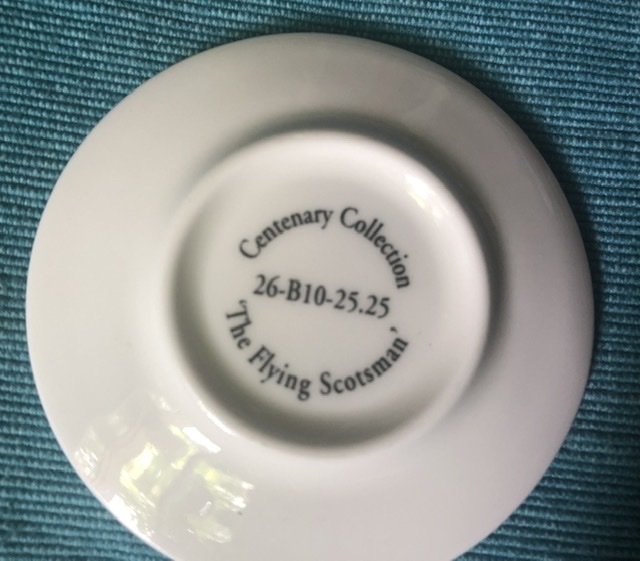 Centenary Collection
26-B10-25.25
'The Flying Scotsman'